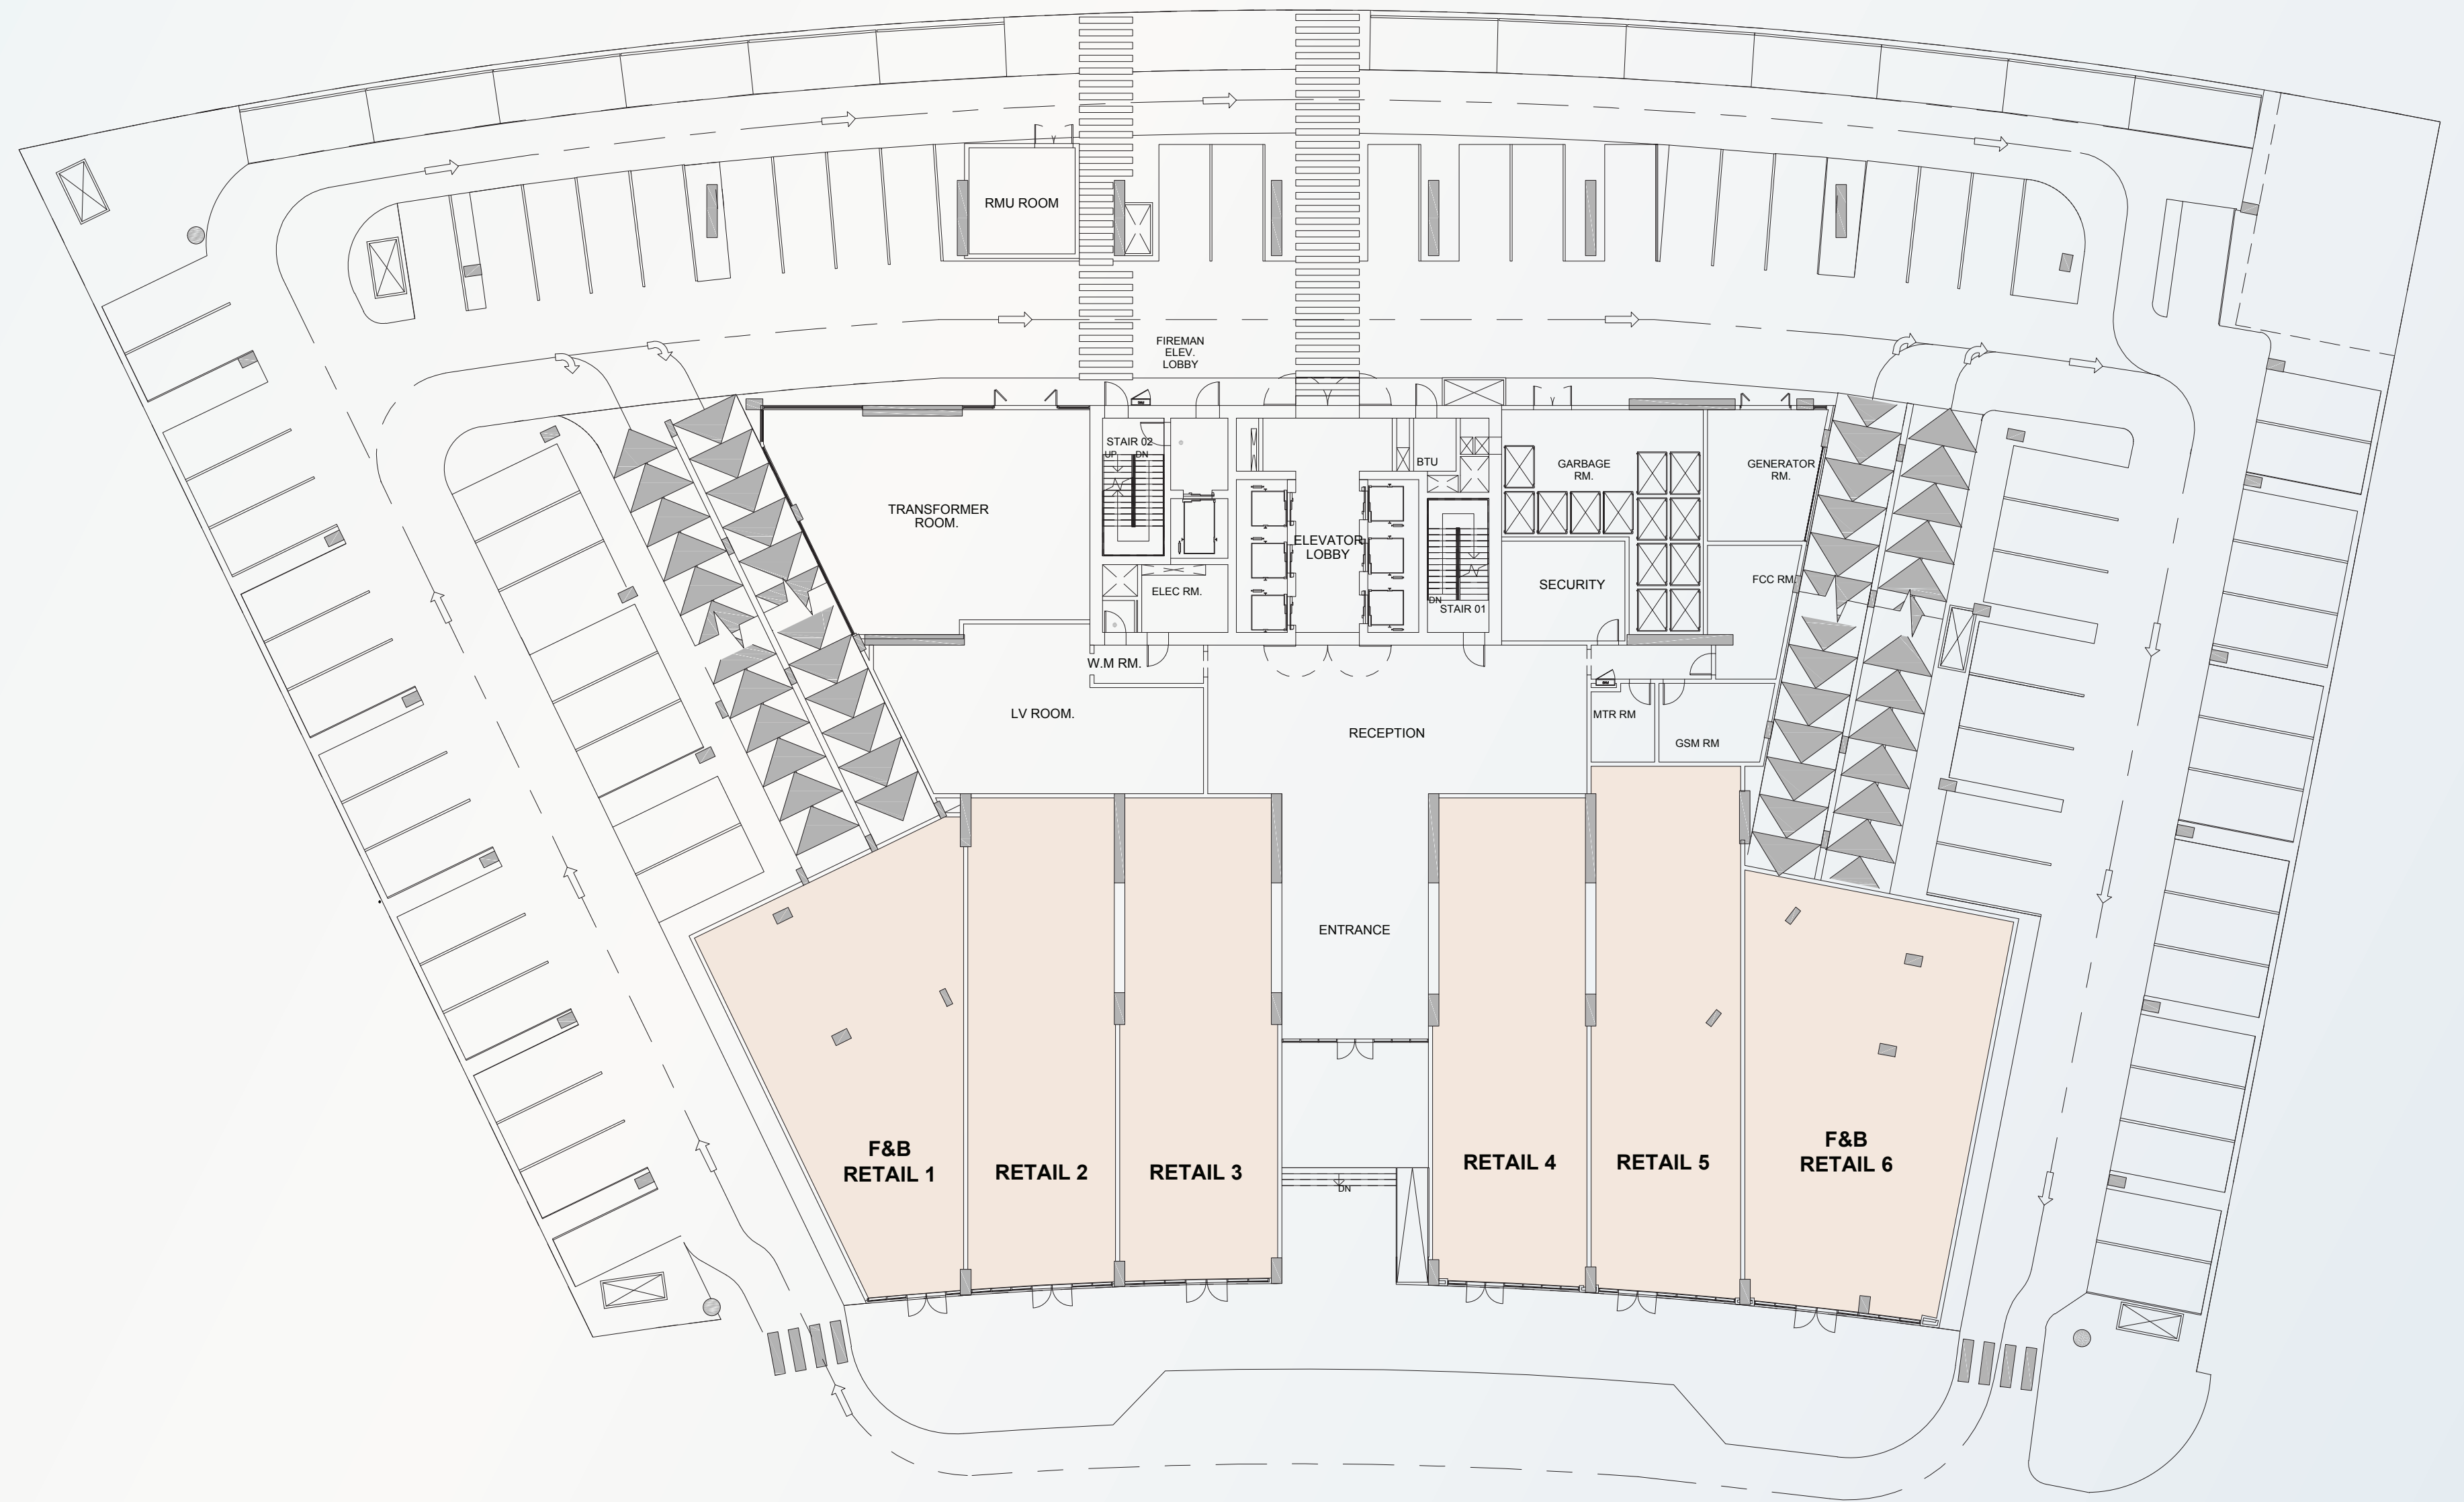 RMU ROOM
FIREMAN
ELEV.
LOBBY
STAIR 02
UP
DN
TRANSFORMER
ROOM.
ELEC RM.
W.M RM.
LV ROOM.
ELEVATOR
LOBBY
BTU
DN
STAIR 01
GARBAGE
RM.
GENERATOR
RM.
SECURITY
FCC RM.
RECEPTION
MTR RM
GSM RM
ENTRANCE
F&B
RETAIL 1
RETAIL 2
RETAIL 3
DN
RETAIL 4
RETAIL 5
F&B
RETAIL 6